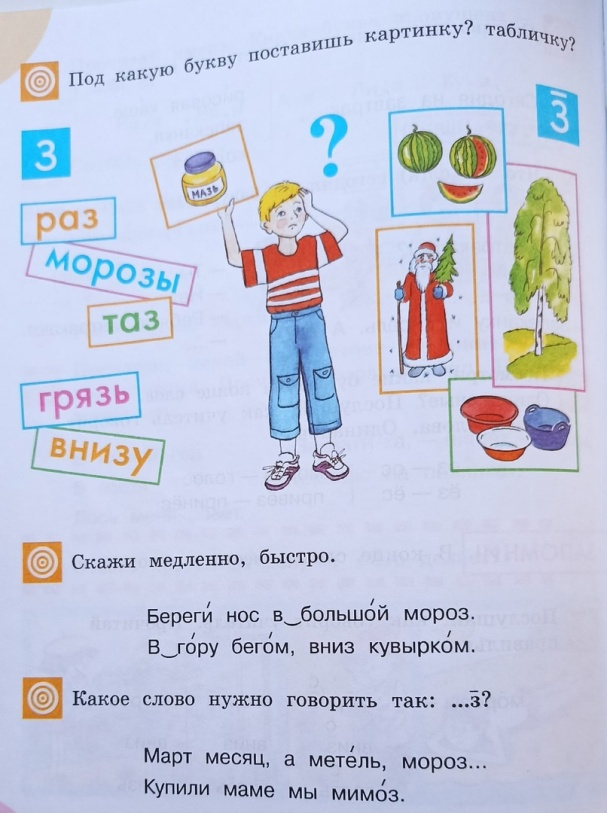 Под какую букву поставишь картинку? табличку?
З
З̄
МАЗЬ
?
раз
морозы
таз
грязь
внизу
Скажи медленно, быстро.
Береги́ нос в‿большо́й мороз.
В‿го́ру бего́м, вниз кувырко́м.
Какое слово нужно говорить так: ...з̄?
Март месяц, а мете́ль, мороз...
Купили маме мы мимо́з.